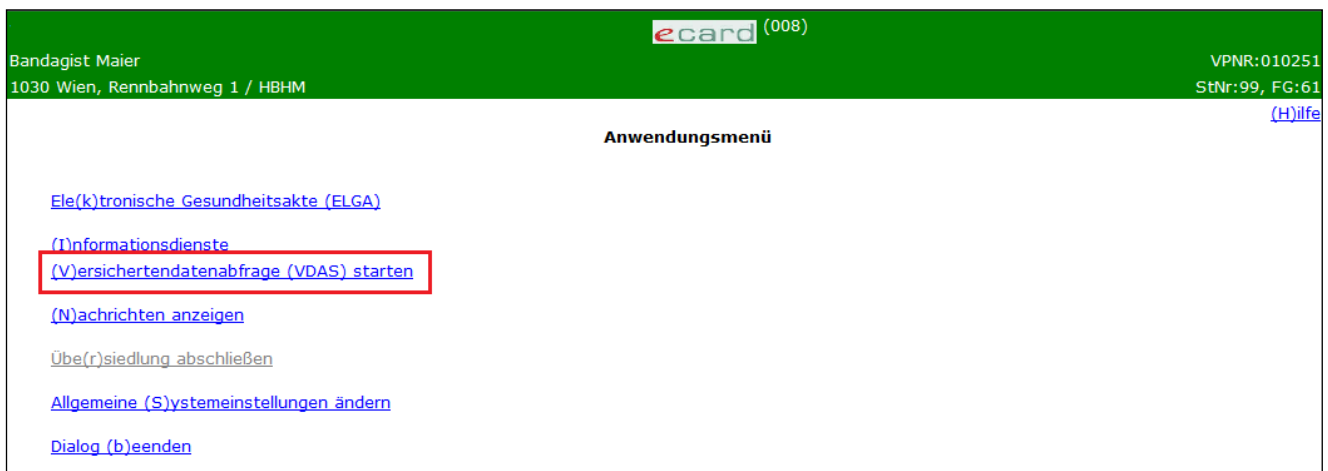 ecard (008)
Bandagist Maier VPNR:010251
1030 Wien, Rennbahnweg 1 / HBHM StNr:99, FG:61
(H)ilfe
Anwendungsmenü
Ele(k)tronische Gesundheitsakte (ELGA)
(I)nformationsdienste
(V)ersichertendatenabfrage (VDAS) starten
(N)achrichten anzeigen
Übe(r)siedlung abschließen
Allgemeine (S)ystemeinstellungen ändern
Dialog (b)eenden